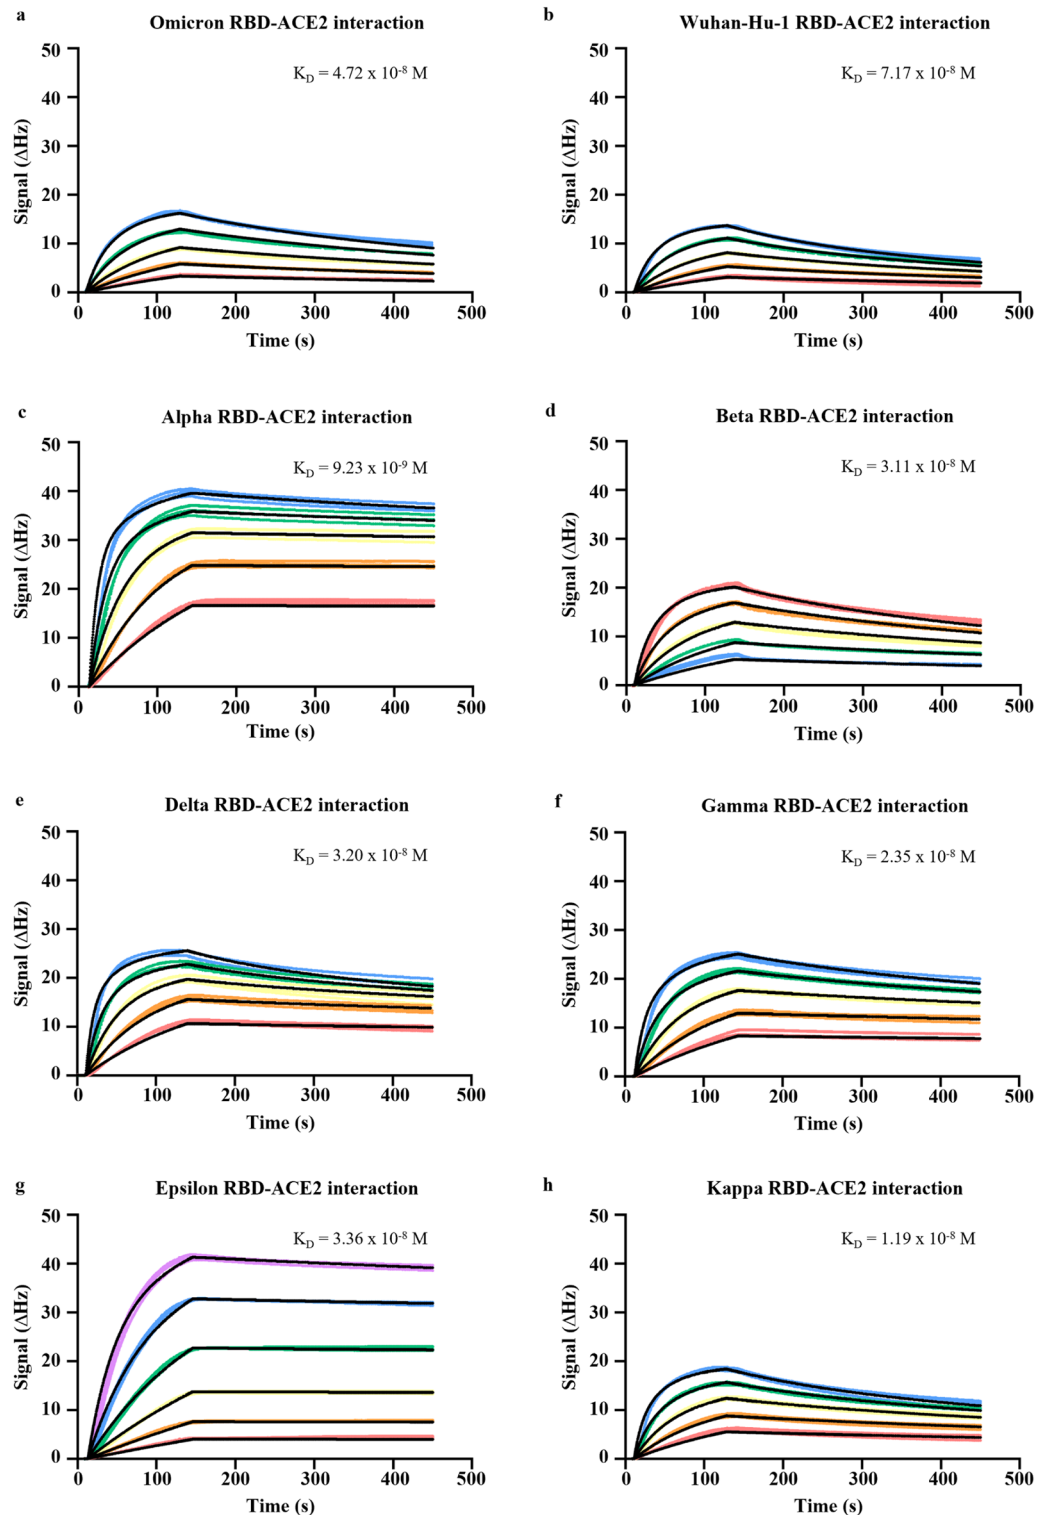 a
Omicron RBD-ACE2 interaction
K_D = 4.72 x 10⁻⁸ M
50
40
30
20
10
0
Signal (ΔHz)
0 100 200 300 400 500
Time (s)
b
Wuhan-Hu-1 RBD-ACE2 interaction
K_D = 7.17 x 10⁻⁸ M
50
40
30
20
10
0
Signal (ΔHz)
0 100 200 300 400 500
Time (s)
c
Alpha RBD-ACE2 interaction
K_D = 9.23 x 10⁻⁹ M
50
40
30
20
10
0
Signal (ΔHz)
0 100 200 300 400 500
Time (s)
d
Beta RBD-ACE2 interaction
K_D = 3.11 x 10⁻⁸ M
50
40
30
20
10
0
Signal (ΔHz)
0 100 200 300 400 500
Time (s)
e
Delta RBD-ACE2 interaction
K_D = 3.20 x 10⁻⁸ M
50
40
30
20
10
0
Signal (ΔHz)
0 100 200 300 400 500
Time (s)
f
Gamma RBD-ACE2 interaction
K_D = 2.35 x 10⁻⁸ M
50
40
30
20
10
0
Signal (ΔHz)
0 100 200 300 400 500
Time (s)
g
Epsilon RBD-ACE2 interaction
K_D = 3.36 x 10⁻⁸ M
50
40
30
20
10
0
Signal (ΔHz)
0 100 200 300 400 500
Time (s)
h
Kappa RBD-ACE2 interaction
K_D = 1.19 x 10⁻⁸ M
50
40
30
20
10
0
Signal (ΔHz)
0 100 200 300 400 500
Time (s)